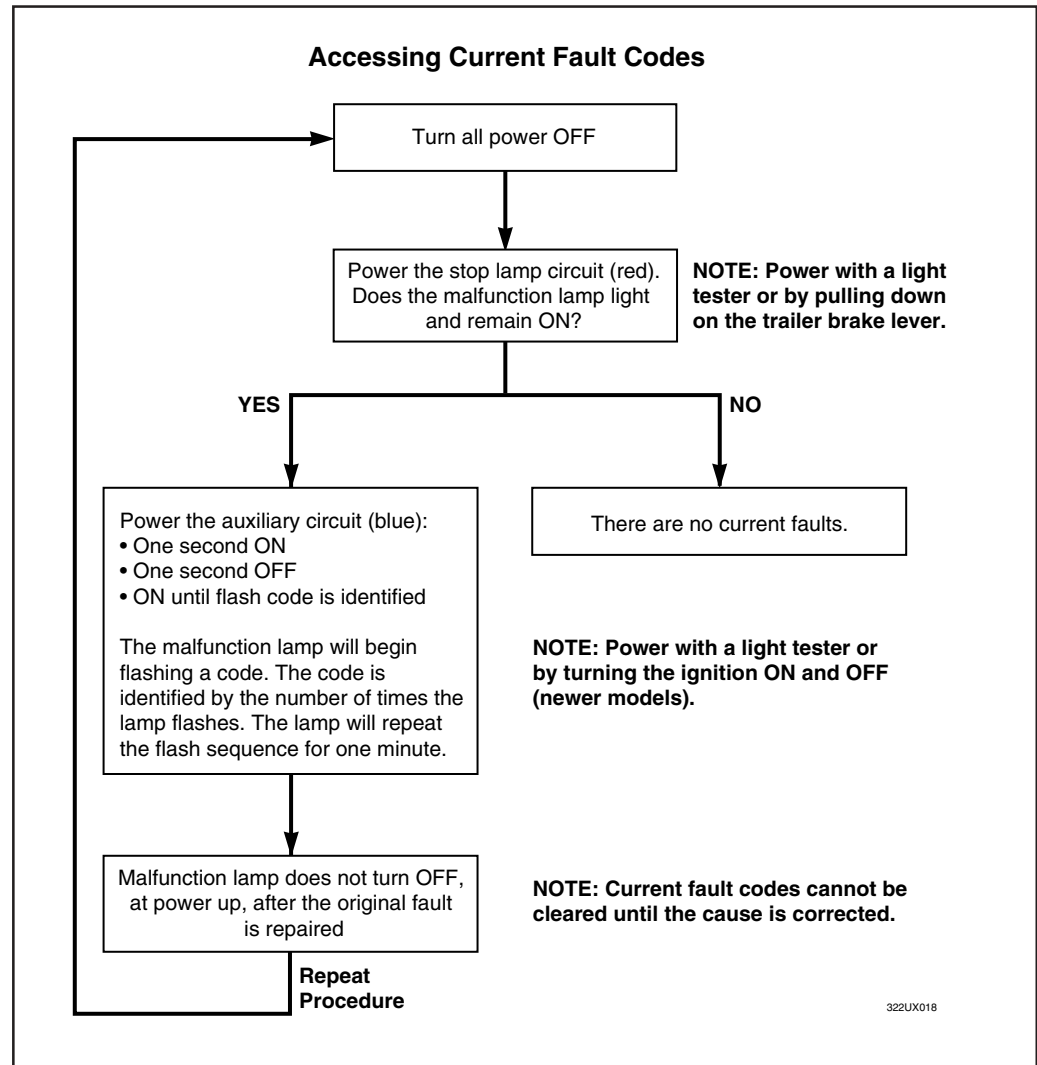 Accessing Current Fault Codes
Turn all power OFF
Power the stop lamp circuit (red).
Does the malfunction lamp light
and remain ON?
NOTE: Power with a light
tester or by pulling down
on the trailer brake lever.
YES
NO
Power the auxiliary circuit (blue):
• One second ON
• One second OFF
• ON until flash code is identified
The malfunction lamp will begin
flashing a code. The code is
identified by the number of times the
lamp flashes. The lamp will repeat
the flash sequence for one minute.
There are no current faults.
NOTE: Power with a light tester or
by turning the ignition ON and OFF
(newer models).
Malfunction lamp does not turn OFF,
at power up, after the original fault
is repaired
NOTE: Current fault codes cannot be
cleared until the cause is corrected.
Repeat
Procedure
322UX018